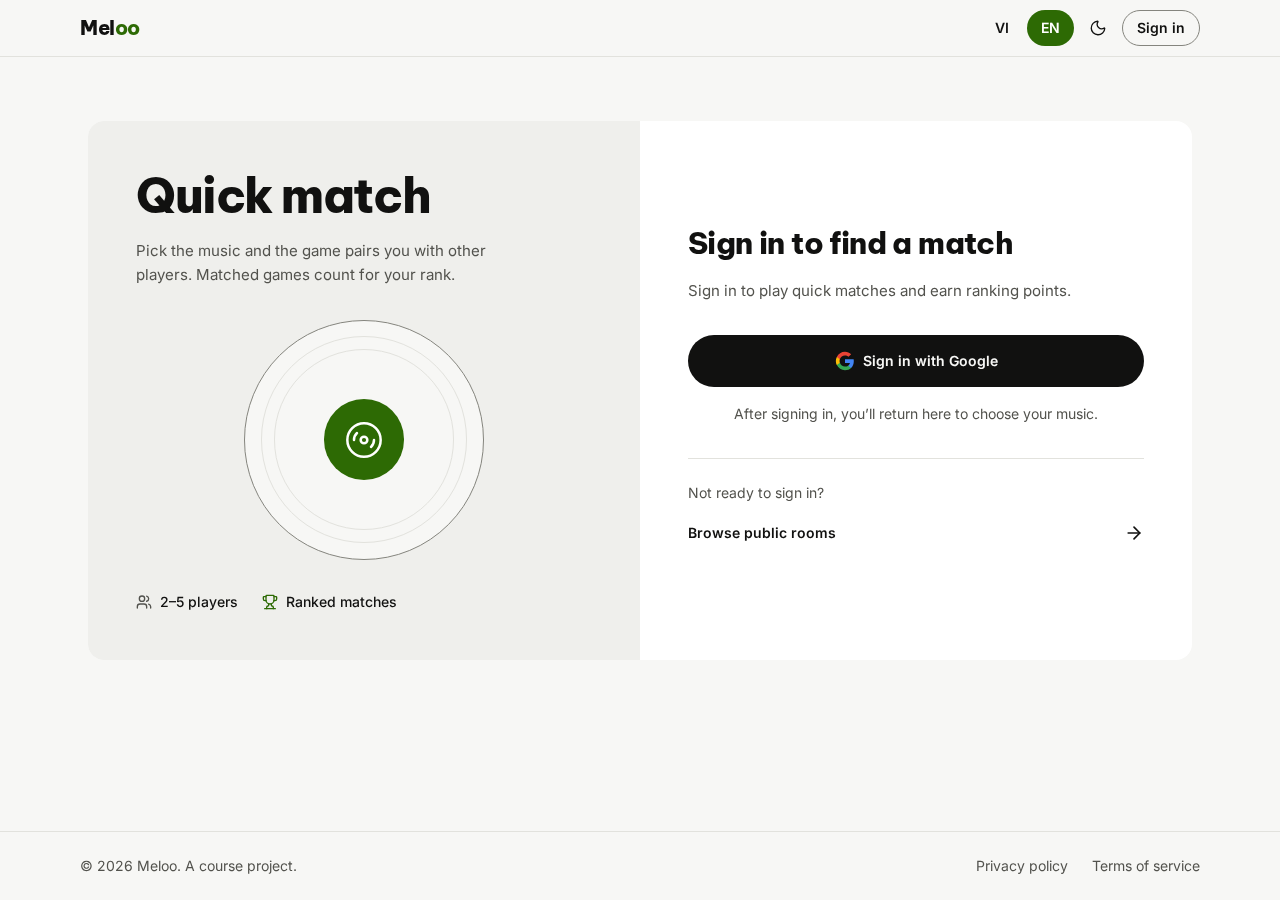 Meloo
VI
EN
Sign in
Quick match
Pick the music and the game pairs you with other
players. Matched games count for your rank.
2–5 players
Ranked matches
Sign in to find a match
Sign in to play quick matches and earn ranking points.
Sign in with Google
After signing in, you’ll return here to choose your music.
Not ready to sign in?
Browse public rooms
© 2026 Meloo. A course project.
Privacy policy
Terms of service